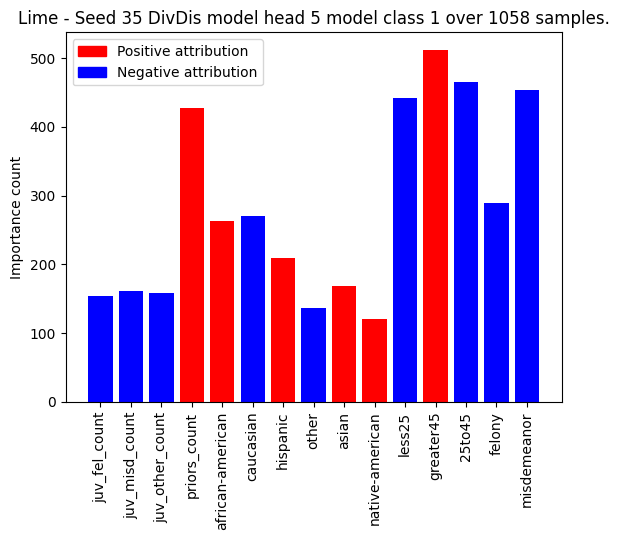 Lime - Seed 35 DivDis model head 5 model class 1 over 1058 samples.
Positive attribution
Negative attribution
Importance count
500
400
300
200
100
0
juv_fel_count
juv_misd_count
juv_other_count
priors_count
african-american
caucasian
hispanic
other
asian
native-american
less25
greater45
25to45
felony
misdemeanor